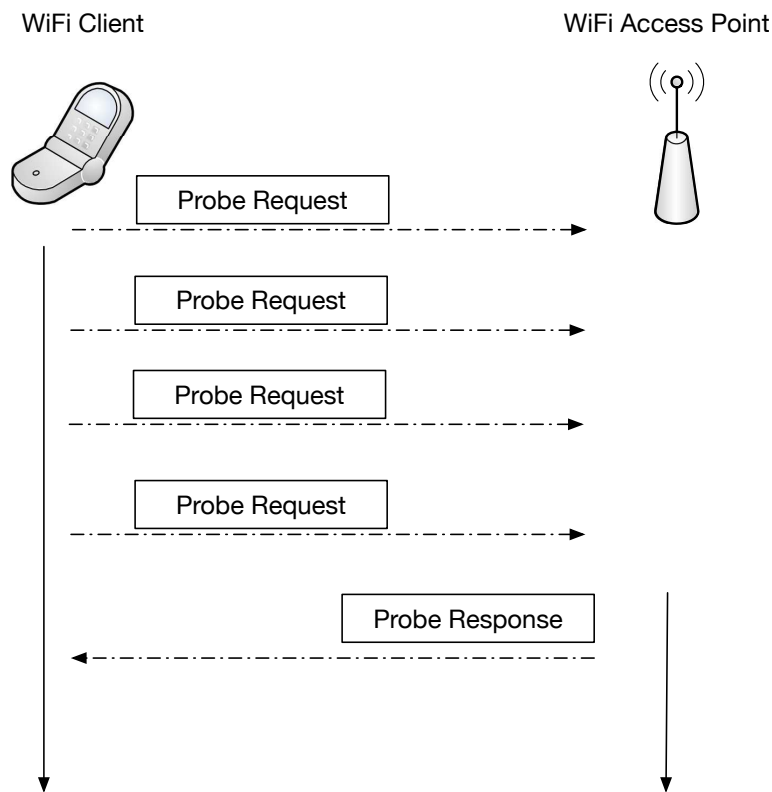 WiFi Client
WiFi Access Point
Probe Request
Probe Request
Probe Request
Probe Request
Probe Response